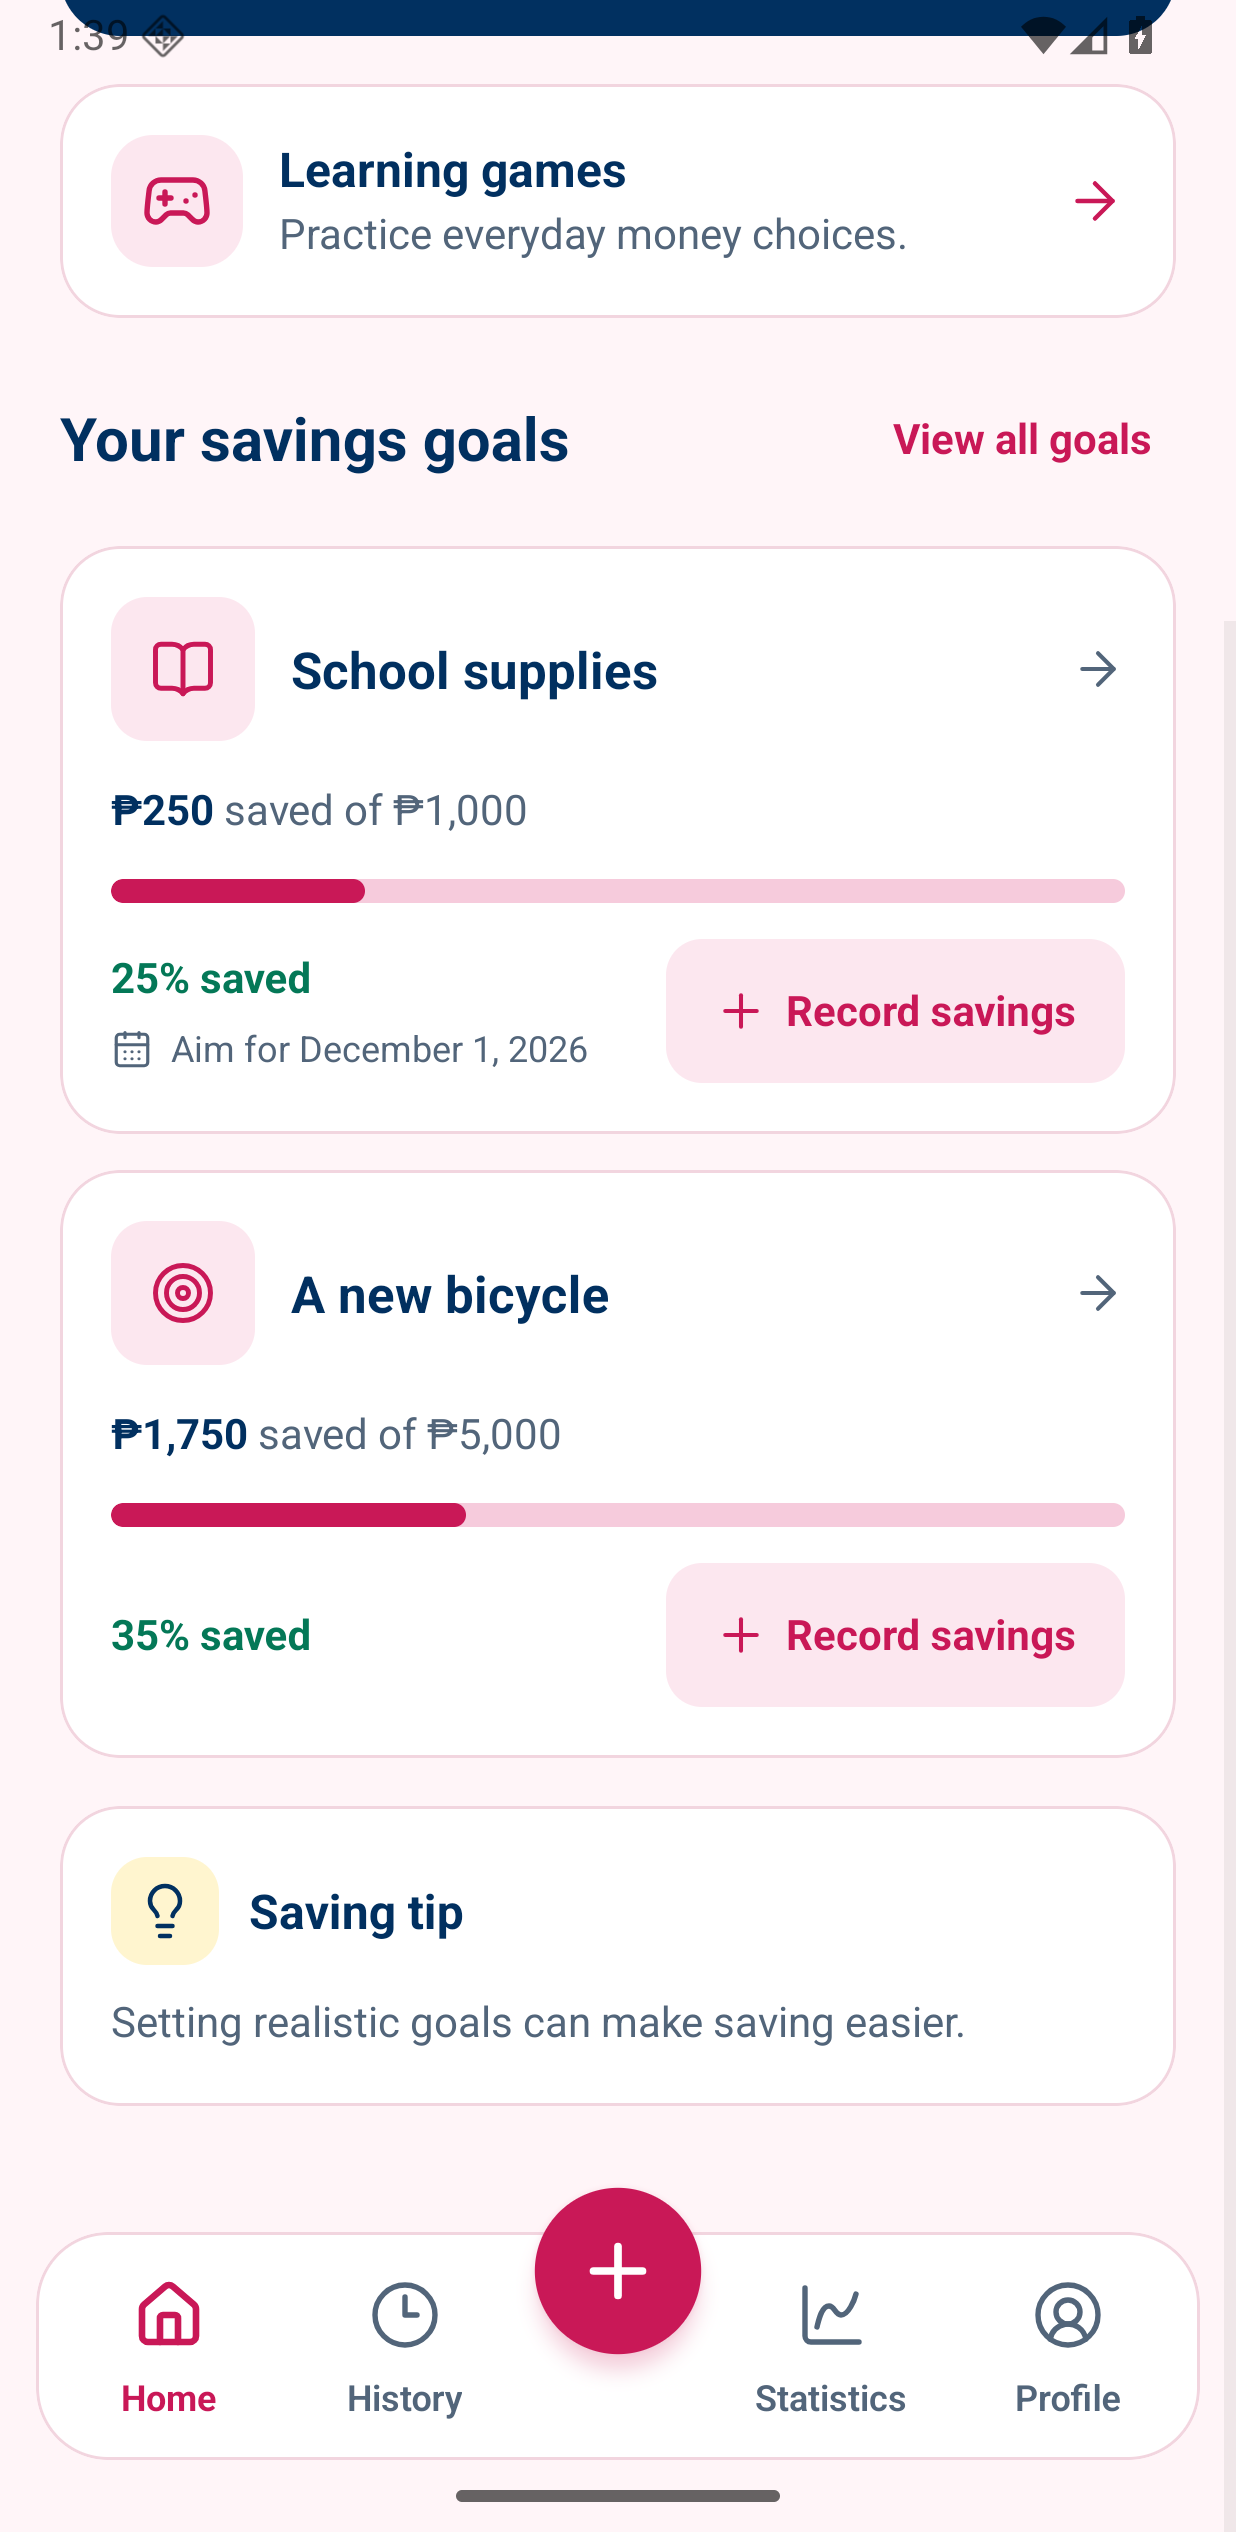 1:39
Learning games
Practice everyday money choices.
Your savings goals
View all goals
School supplies
₱250 saved of ₱1,000
25% saved
Aim for December 1, 2026
Record savings
A new bicycle
₱1,750 saved of ₱5,000
35% saved
Record savings
Saving tip
Setting realistic goals can make saving easier.
Home
History
Statistics
Profile